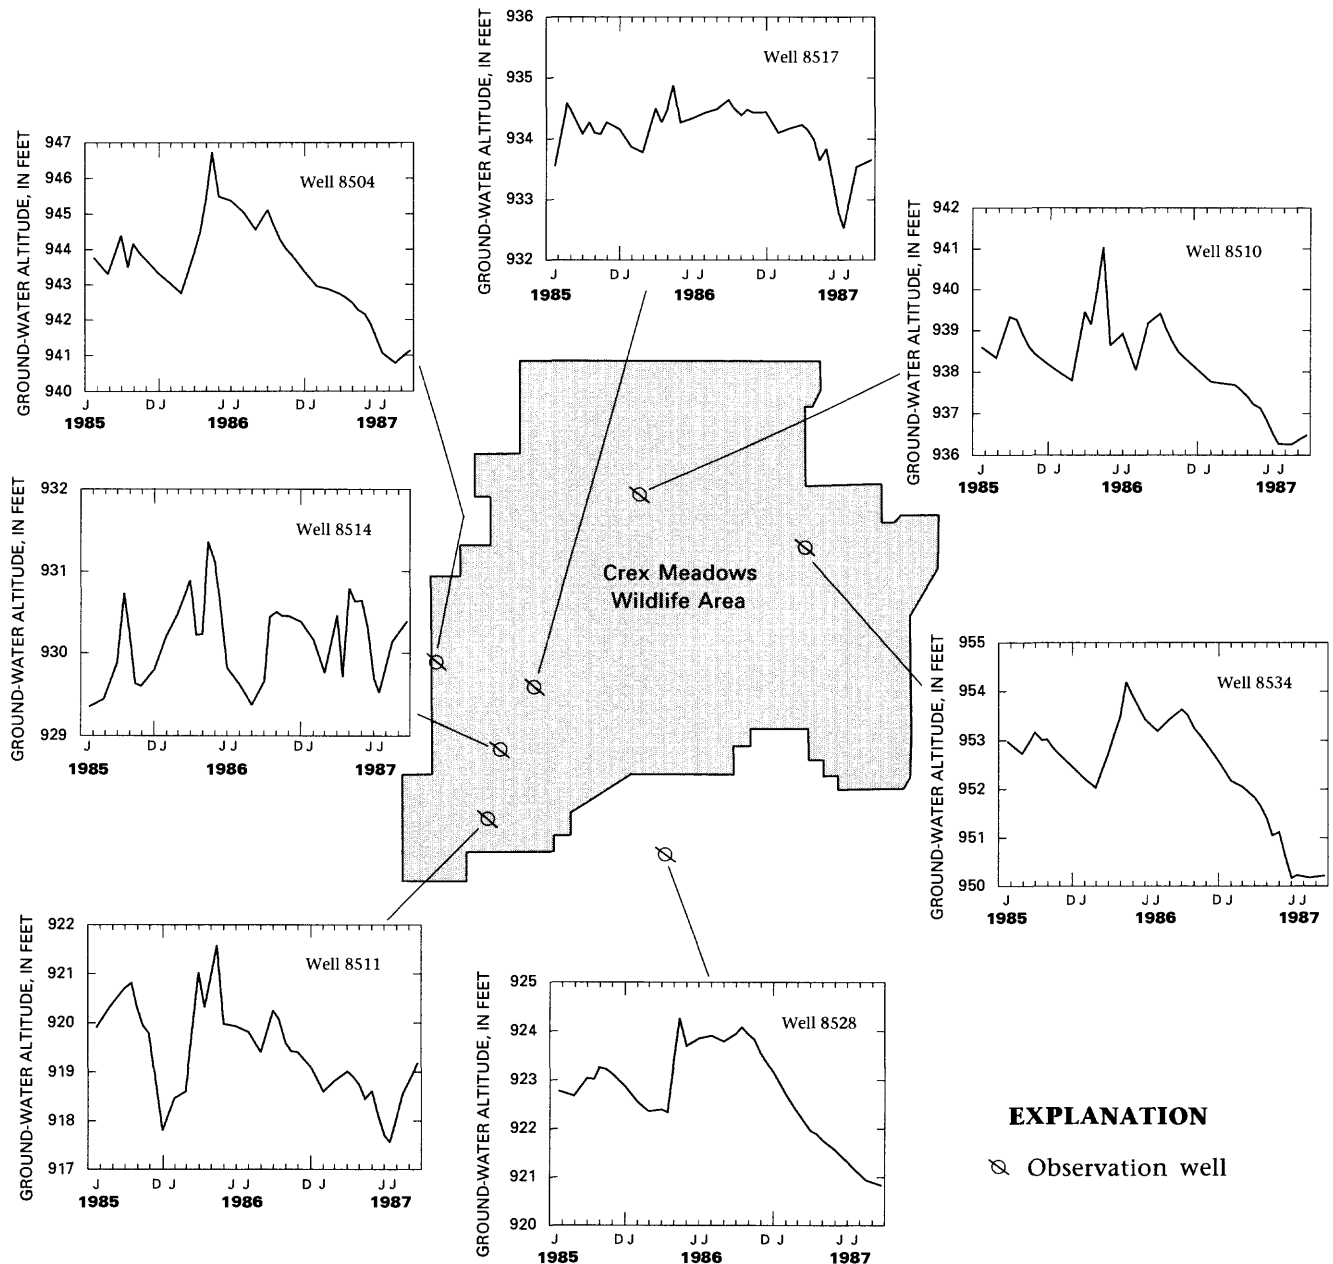 GROUND-WATER ALTITUDE, IN FEET
936
935
934
933
932
Well 8517
J D J J J D J J J
1985 1986 1987
GROUND-WATER ALTITUDE, IN FEET
947
946
945
944
943
942
941
940
Well 8504
J D J J J D J J J
1985 1986 1987
GROUND-WATER ALTITUDE, IN FEET
942
941
940
939
938
937
936
Well 8510
J D J J J D J J J
1985 1986 1987
GROUND-WATER ALTITUDE, IN FEET
932
931
930
929
Well 8514
J D J J J D J J J
1985 1986 1987
Crex Meadows
Wildlife Area
GROUND-WATER ALTITUDE, IN FEET
955
954
953
952
951
950
Well 8534
J D J J J D J J J
1985 1986 1987
GROUND-WATER ALTITUDE, IN FEET
922
921
920
919
918
917
Well 8511
J D J J J D J J J
1985 1986 1987
GROUND-WATER ALTITUDE, IN FEET
925
924
923
922
921
920
Well 8528
J D J J J D J J J
1985 1986 1987
EXPLANATION
Observation well